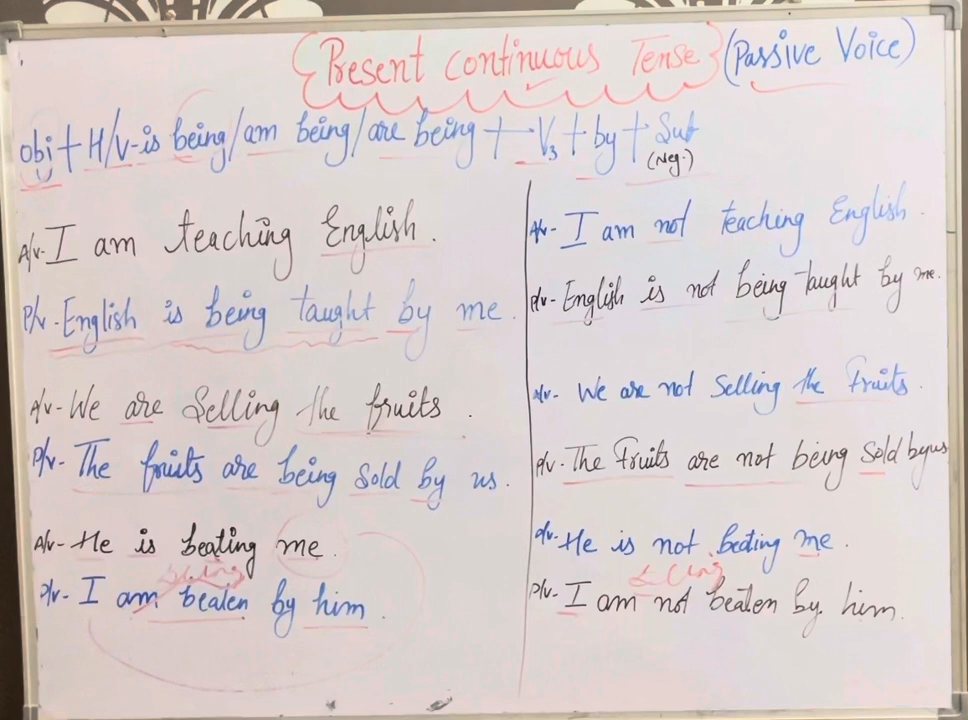 {Present continuous Tense} (Passive Voice)
obj + H/V-is being/am being/are being + V3 + by + Sub
(Neg.)
A/v- I am teaching English.
P/v- English is being taught by me.
A/v- We are Selling the fruits.
P/v- The fruits are being sold by us.
A/v- He is beating me.
being
P/v- I am beaten by him.
A/v- I am not teaching English.
P/v- English is not being taught by me.
A/v- We are not Selling the Fruits.
P/v- The Fruits are not being Sold by us
A/v- He is not beating me.
being
P/v- I am not beaten by him.